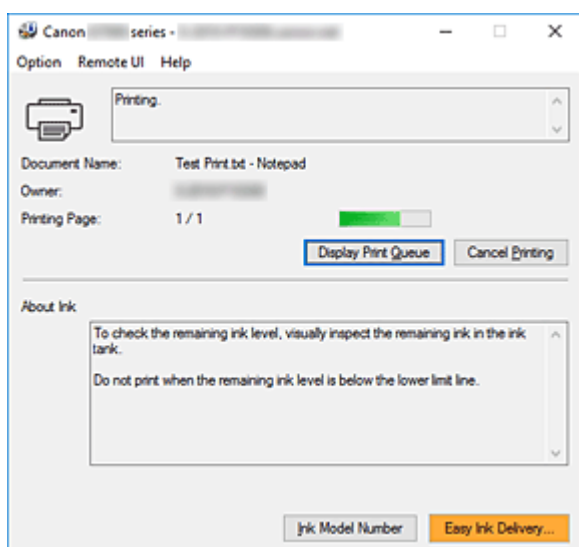 Canon series -
Option Remote UI Help
Printing.
Document Name: Test Print.txt - Notepad
Owner:
Printing Page: 1 / 1
Display Print Queue Cancel Printing
About Ink
To check the remaining ink level, visually inspect the remaining ink in the ink
tank.
Do not print when the remaining ink level is below the lower limit line.
Ink Model Number Easy Ink Delivery...